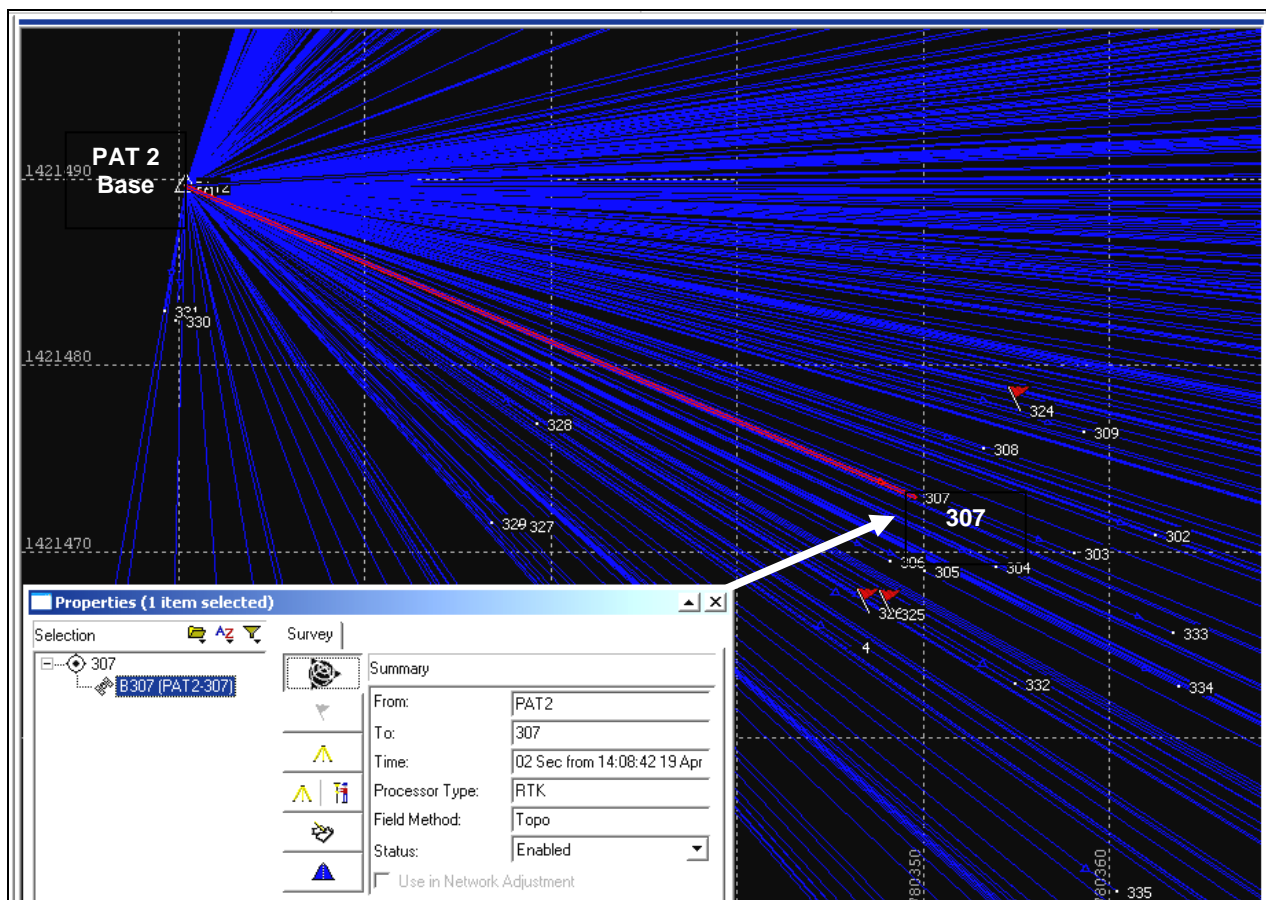 PAT 2
Base
1421490
331
330
1421480
324
309
328
308
307
307
329
327
302
1421470
303
306
305
304
326
325
333
4
332
334
335
280350
280360
Properties (1 item selected)
Selection
307
B307 (PAT2-307)
Survey
Summary
From:
PAT2
To:
307
Time:
02 Sec from 14:08:42 19 Apr
Processor Type:
RTK
Field Method:
Topo
Status:
Enabled
Use in Network Adjustment